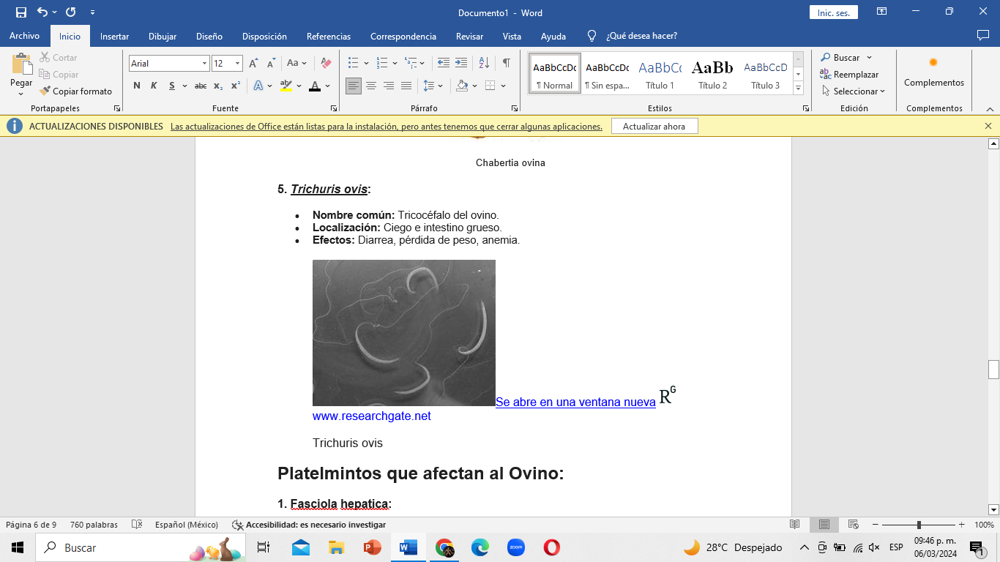 Documento1 - Word
Inic. ses.
Archivo Inicio Insertar Dibujar Diseño Disposición Referencias Correspondencia Revisar Vista Ayuda ¿Qué desea hacer?
Pegar
Cortar
Copiar
Copiar formato
Portapapeles
Arial 12
N K S abc x₂ x²
Aa
A A
Fuente
Párrafo
AaBbCcDc AaBbCcDc AaBbCc AaBb AaBbCcD
¶ Normal ¶ Sin espa... Título 1 Título 2 Título 3
Estilos
Buscar
Reemplazar
Seleccionar
Edición
Complementos
Complementos
ACTUALIZACIONES DISPONIBLES Las actualizaciones de Office están listas para la instalación, pero antes tenemos que cerrar algunas aplicaciones. Actualizar ahora
Chabertia ovina
5. Trichuris ovis:
• Nombre común: Tricocéfalo del ovino.
• Localización: Ciego e intestino grueso.
• Efectos: Diarrea, pérdida de peso, anemia.
Se abre en una ventana nueva RG
www.researchgate.net
Trichuris ovis
Platelmintos que afectan al Ovino:
1. Fasciola hepatica:
Página 6 de 9 760 palabras Español (México) Accesibilidad: es necesario investigar 100%
Buscar
zoom
28°C Despejado
ESP
09:46 p. m.
06/03/2024
1